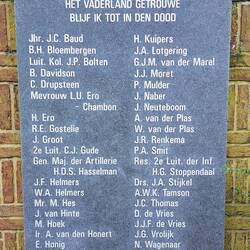 HET VADERLAND GETROUWE
BLIJF IK TOT IN DEN DOOD
Jhr. J.C. Baud
B.H. Bloembergen
Luit. Kol. J.P. Bolten
B. Davidson
C. Drupsteen
Mevrouw L.U. Ero
- Chambon
H. Ero
R.E. Gostelie
J. Groot
2e Luit. C.J. Gude
Gen. Maj. der Artillerie
H.D.S. Hasselman
J.F. Helmers
W.A. Helmers
Mr. M. Hes
J. van Hinte
M. Hoek
Ir. A. van den Honert
E. Honig
H. Kuipers
J.A. Lotgering
G.J.M. van der Marel
J.J. Moret
P. Mulder
J. Naber
J. Neuteboom
A. van der Plas
W. van der Plas
J.R. Renkema
P.A. Smit
Res. 2e Luit. der Inf.
H.G. Stoppendaal
Drs. J.A. Stijkel
A.W.K. Tamson
J.C. Thomas
D. de Vries
J.J.F. de Vries
J.G. Vrolijk
N. Wagenaar